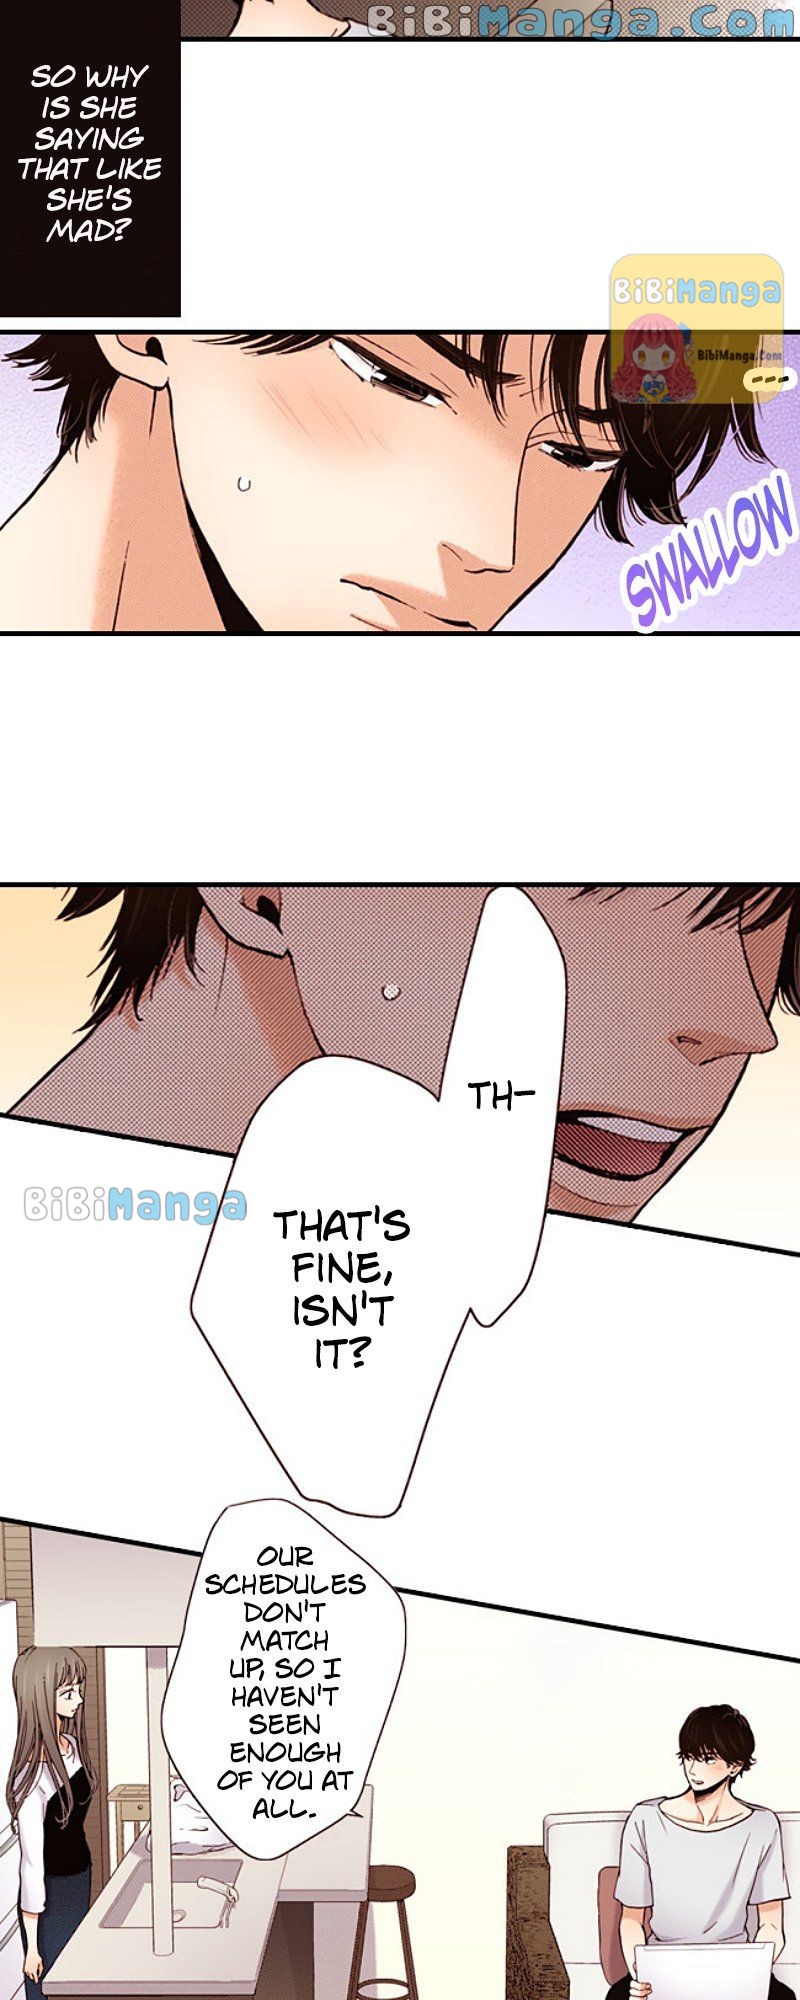 BiBiManga.Com
SO WHY
IS SHE
SAYING
THAT LIKE
SHE'S
MAD?
BiBiManga
BibiManga.Com
...
SWALLOW
TH-
THAT'S
FINE,
ISN'T
IT?
BiBiManga
OUR
SCHEDULES
DON'T
MATCH
UP, SO I
HAVEN'T
SEEN
ENOUGH
OF YOU AT
ALL.